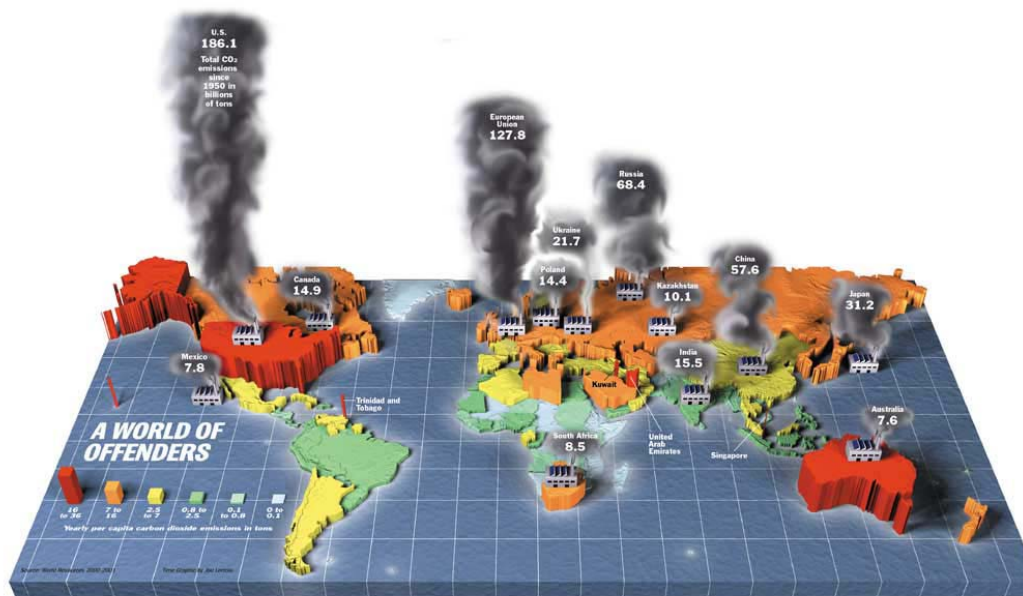 U.S.
186.1
Total CO₂
emissions
since
1950 in
billions
of tons
European
Union
127.8
Russia
68.4
Ukraine
21.7
Poland
14.4
Canada
14.9
Kazakhstan
10.1
China
57.6
Japan
31.2
Mexico
7.8
India
15.5
Kuwait
Trinidad and
Tobago
Australia
7.6
South Africa
8.5
United
Arab
Emirates
Singapore
A WORLD OF
OFFENDERS
16
to 36
7 to
16
2.5
to 7
0.8 to
2.5
0.1
to 0.8
0 to
0.1
Yearly per capita carbon dioxide emissions in tons
Source: World Resources